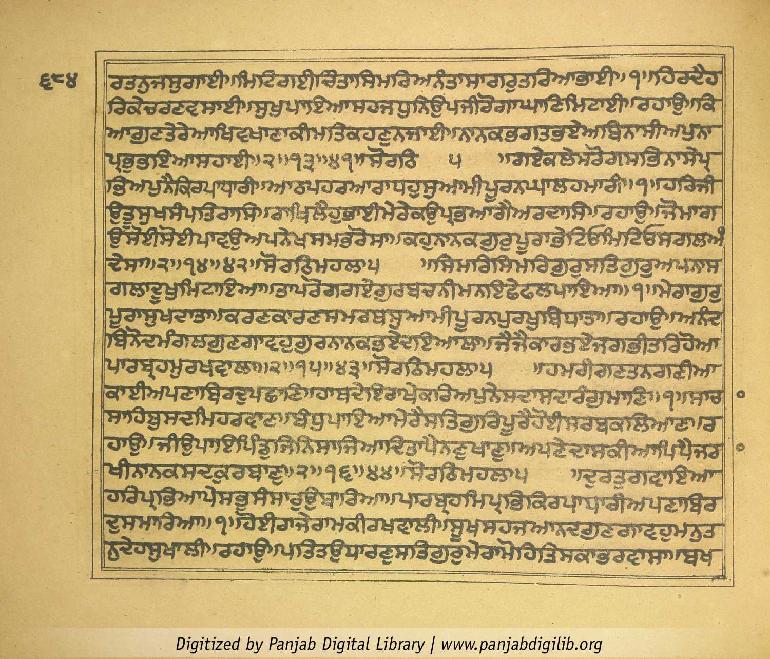 ੬੮੪
ਰਤਨੁਜਸੁਗਾਈ॥ਮਿਟਿਗਈਚਿੰਤਾਸਿਮਰਿਅਨੰਤਾਸਾਗਰੁਤਰਿਆਭਾਈ॥੧॥ਹਿਰਦੈਹ
ਰਿਕੇਚਰਣਵਸਾਈ॥ਸੁਖੁਪਾਇਆਸਹਜਧੁਨਿਉਪਜੀਰੋਗਾਘਾਣਿਮਿਟਾਈ॥ਰਹਾਉ॥ਕਿ
ਆਗੁਣਤੇਰੇਆਖਿਵਖਾਣਾਕੀਮਤਿਕਹਣੁਨਜਾਈ॥ਨਾਨਕਭਗਤਭਏਅਬਿਨਾਸੀਅਪੁਨਾ
ਪ੍ਰਭੁਭਇਆਸਹਾਈ॥੨॥੧੩॥੪੧॥ਸੋਰਠਿ ਪ ॥ਗਏਕਲੇਸਰੋਗਸਭਿਨਾਸੇਪ੍ਰ
ਭਿਅਪੁਨੈਕਿਰਪਾਧਾਰੀ॥ਆਠਪਹਰਆਰਾਧਹੁਸੁਆਮੀਪੂਰਨਘਾਲਹਮਾਰੀ॥੧॥ਹਰਿਜੀ
ਉਤੂਸੁਖਸੰਪਤਿਰਾਸਿ॥ਰਾਖਿਲੈਹੁਭਾਈਮੇਰੇਕਉਪ੍ਰਭਆਗੈਅਰਦਾਸਿ॥ਰਹਾਉ॥ਜੋਮਾਗ
ਉਸੋਈਸੋਈਪਾਵਉਅਪਨੇਖਸਮਭਰੋਸਾ॥ਕਹੁਨਾਨਕਗੁਰੁਪੂਰਾਭੇਟਿਓਮਿਟਿਓਸਗਲਅੰ
ਦੇਸਾ॥੨॥੧੪॥੪੨॥ਸੋਰਠਿਮਹਲਾ੫ ॥ਸਿਮਰਿਸਿਮਰਿਗੁਰੁਸਤਿਗੁਰੁਅਪਨਾਸ
ਗਲਾਦੂਖੁਮਿਟਾਇਆ॥ਤਾਪਰੋਗਗਏਗੁਰਬਚਨੀਮਨਇਛੇਫਲਪਾਇਆ॥੧॥ਮੇਰਾਗੁਰੁ
ਪੂਰਾਸੁਖਦਾਤਾ॥ਕਰਣਕਾਰਣਸਮਰਥਸੁਆਮੀਪੂਰਨਪੁਰਖੁਬਿਧਾਤਾ॥ਰਹਾਉ॥ਅਨੰਦ
ਬਿਨੋਦਮੰਗਲਗੁਣਗਾਵਹੁਗੁਰਨਾਨਕਭਏਦਇਆਲਾ॥ਜੈਜੈਕਾਰਭਏਜਗਭੀਤਰਿਹੋਆ
ਪਾਰਬ੍ਰਹਮੁਰਖਵਾਲਾ॥੨॥੧੫॥੪੩॥ਸੋਰਠਿਮਹਲਾ੫ ॥ਹਮਰੀਗਣਤਨਗਣੀਆ
ਕਾਈਅਪਣਾਬਿਰਦੁਪਛਾਣਿ॥ਹਾਥਦੇਇਰਾਖੇਕਰਿਅਪੁਨੇਸਦਾਸਦਾਰੰਗੁਮਾਣਿ॥੧॥ਸਾਚ
ਸਾਹਿਬੁਸਦਮਿਹਰਵਾਣ॥ਬੰਧੁਪਾਇਆਮੇਰੈਸਤਿਗੁਰਿਪੂਰੈਹੋਈਸਰਬਕਲਿਆਣ॥ਰ
ਹਾਉ॥ਜੀਉਪਾਇਪਿੰਡੁਜਿਨਿਸਾਜਿਆਦਿਤਾਪੈਨਣੁਖਾਣੁ॥ਅਪਣੇਦਾਸਕੀਆਪਿਪੈਜਰ
ਖੀਨਾਨਕਸਦਕੁਰਬਾਣੁ॥੨॥੧੬॥੪੪॥ਸੋਰਠਿਮਹਲਾ੫ ॥ਦੁਰਤੁਗਵਾਇਆ
ਹਰਿਪ੍ਰਭਿਆਪੇਸਭੁਸੰਸਾਰੁਉਬਾਰਿਆ॥ਪਾਰਬ੍ਰਹਮਿਪ੍ਰਭਿਕਿਰਪਾਧਾਰੀਅਪਣਾਬਿਰ
ਦੁਸਮਾਰਿਆ॥੧॥ਹੋਈਰਾਜੇਰਾਮਕੀਰਖਵਾਲੀ॥ਸੂਖਸਹਜਆਨਦਗੁਣਗਾਵਹੁਮਨੁਤ
ਨੁਦੇਹਸੁਖਾਲੀ॥ਰਹਾਉ॥ਪਤਿਤਉਧਾਰਣੁਸਤਿਗੁਰੁਮੇਰਾਮੋਹਿਤਿਸਕਾਭਰਵਾਸਾ॥ਬਖ
Digitized by Panjab Digital Library | www.panjabdigilib.org